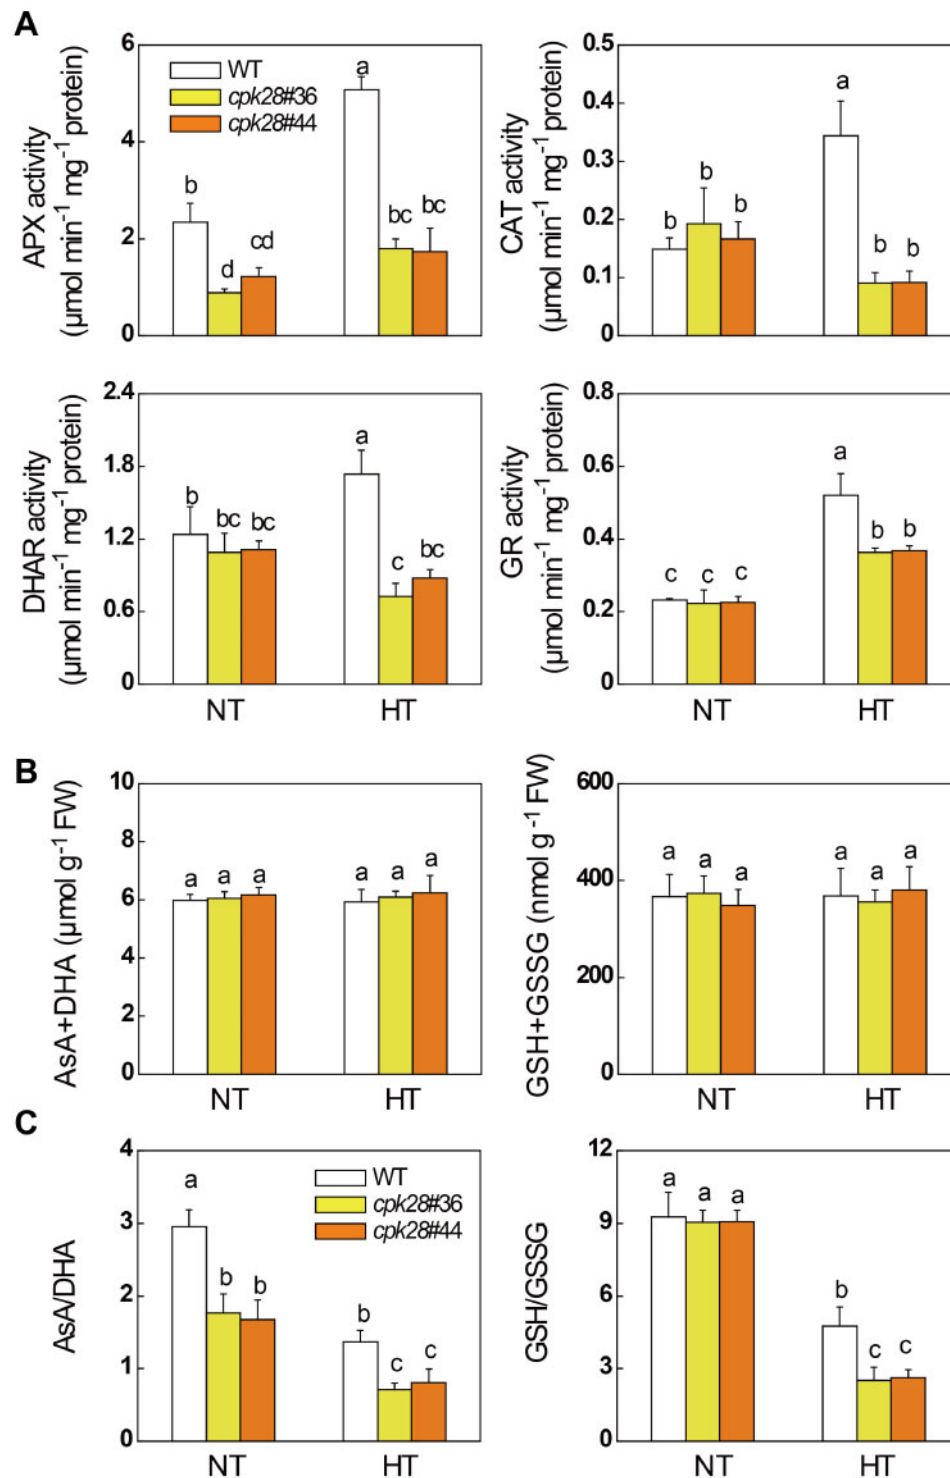 A
APX activity
(µmol min⁻¹ mg⁻¹ protein)
6
4
2
0
WT
cpk28#36
cpk28#44
b
d
cd
a
bc
bc
CAT activity
(µmol min⁻¹ mg⁻¹ protein)
0.5
0.4
0.3
0.2
0.1
0
b
b
b
a
b
b
DHAR activity
(µmol min⁻¹ mg⁻¹ protein)
2.4
1.8
1.2
0.6
0
b
bc
bc
a
c
bc
NT
HT
GR activity
(µmol min⁻¹ mg⁻¹ protein)
0.8
0.6
0.4
0.2
0
c
c
c
a
b
b
NT
HT
B
AsA+DHA (µmol g⁻¹ FW)
10
8
6
4
2
0
a
a
a
a
a
a
NT
HT
GSH+GSSG (nmol g⁻¹ FW)
600
400
200
0
a
a
a
a
a
a
NT
HT
C
AsA/DHA
4
3
2
1
0
WT
cpk28#36
cpk28#44
a
b
b
b
c
c
NT
HT
GSH/GSSG
12
9
6
3
0
a
a
a
b
c
c
NT
HT